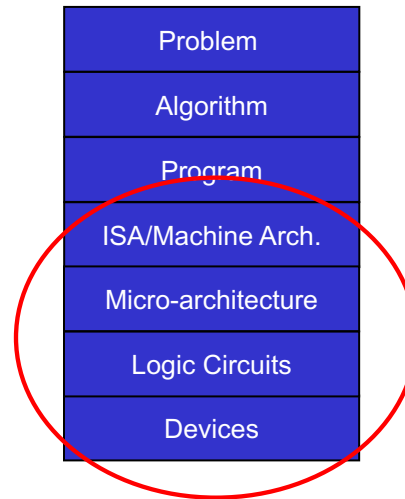 Problem
Algorithm
Program
ISA/Machine Arch.
Micro-architecture
Logic Circuits
Devices